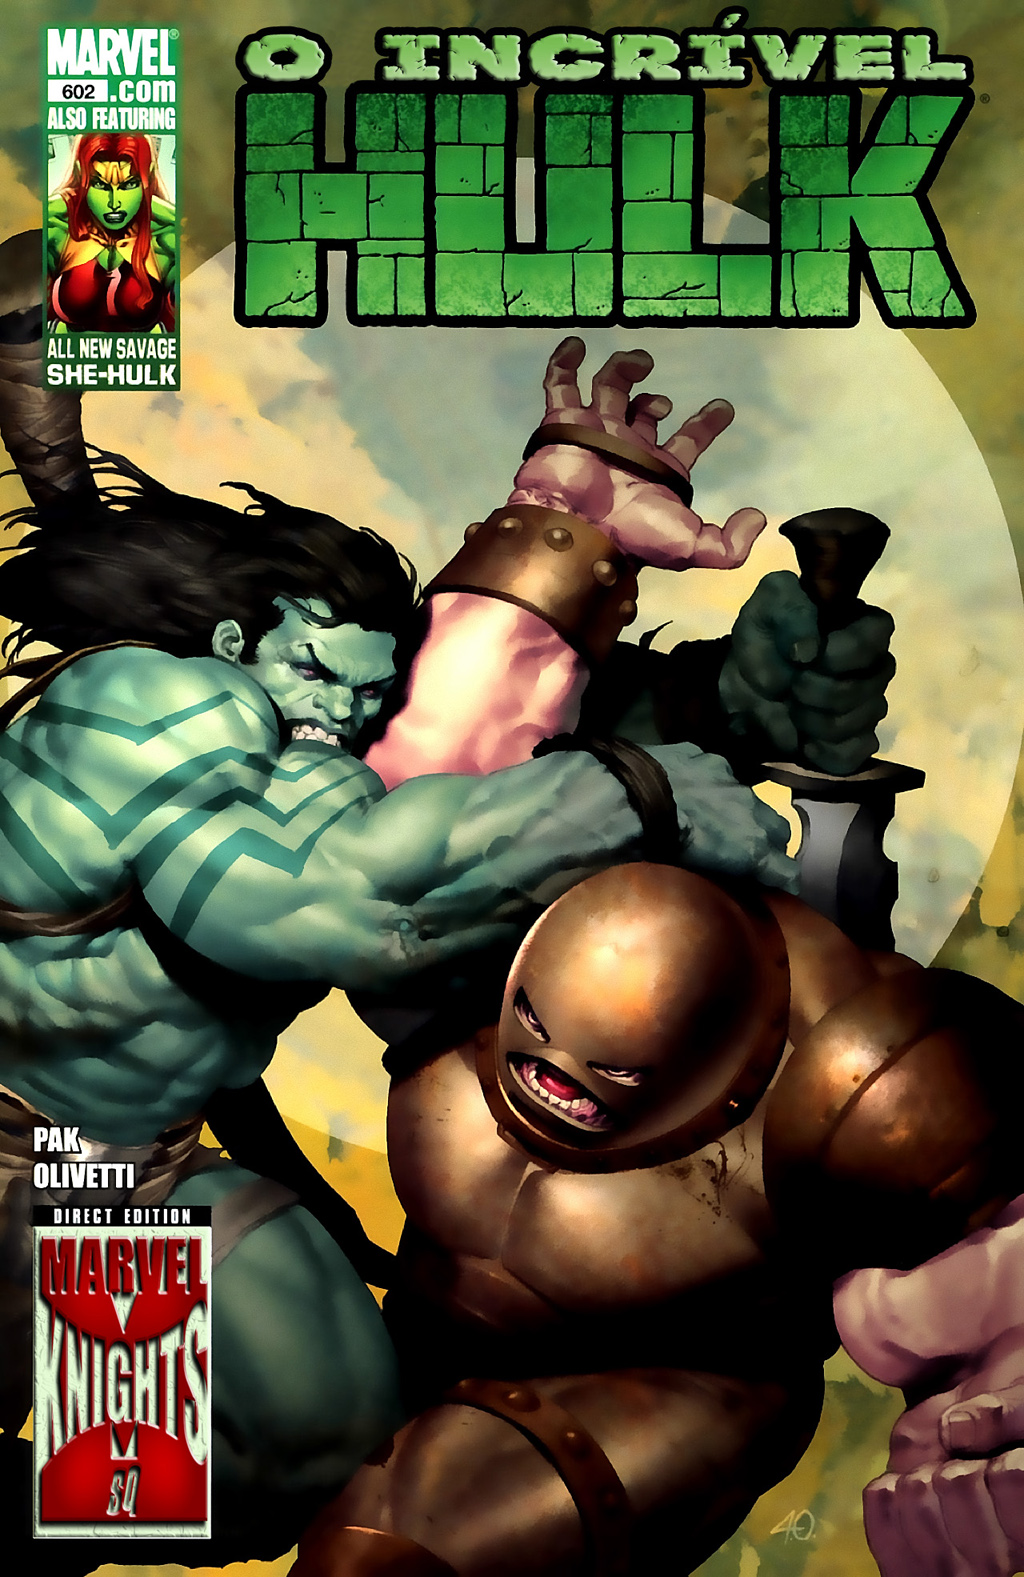 MARVEL®
602 .com
ALSO FEATURING
ALL NEW SAVAGE
SHE-HULK
O INCRÍVEL
HULK®
PAK
OLIVETTI
DIRECT EDITION
MARVEL
KNIGHTS
M
SQ
A.O.